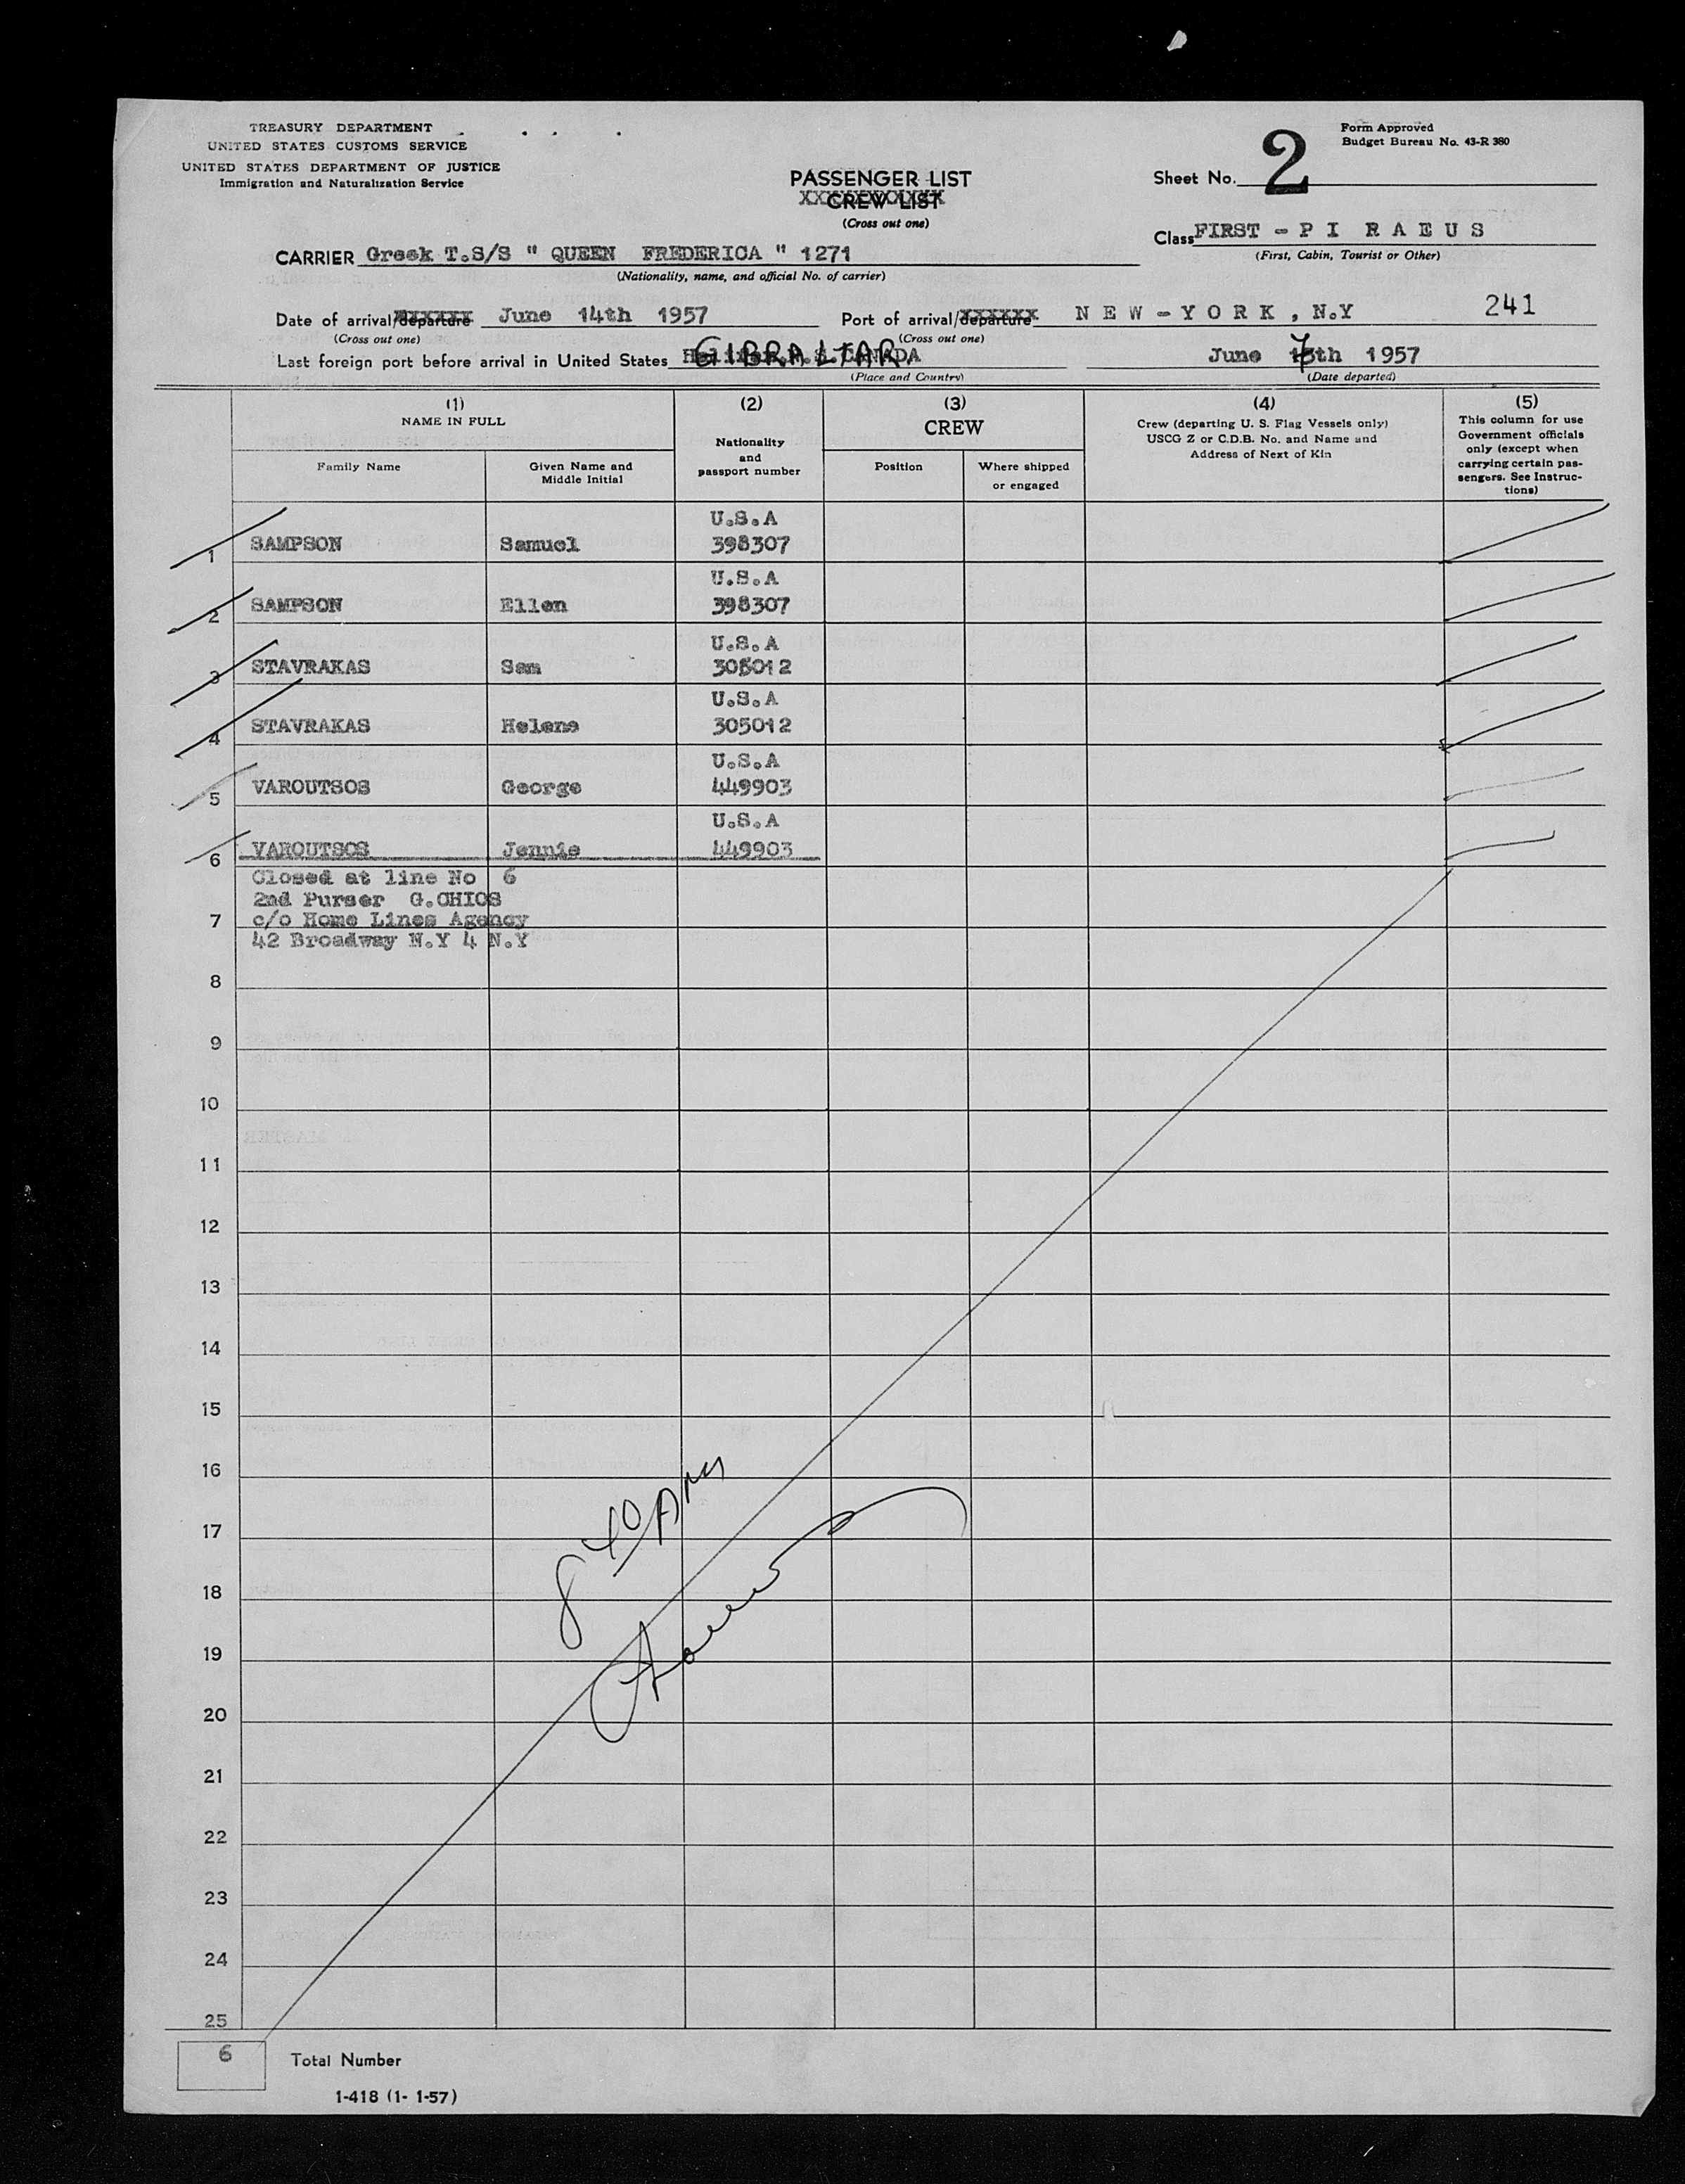 TREASURY DEPARTMENT
UNITED STATES CUSTOMS SERVICE
UNITED STATES DEPARTMENT OF JUSTICE
Immigration and Naturalization Service
Form Approved
Budget Bureau No. 43-R 380
PASSENGER LIST
CREW LIST
(Cross out one)
Sheet No. 2
Class FIRST - P I R A E U S
(First, Cabin, Tourist or Other)
CARRIER Greek T.S/S " QUEEN FREDERICA " 1271
(Nationality, name, and official No. of carrier)
Date of arrival/departure June 14th 1957 Port of arrival/departure N E W - Y O R K , N.Y 241
(Cross out one) (Cross out one)
Last foreign port before arrival in United States GIBRALTAR June 7th 1957
(Place and Country) (Date departed)
(1) (2) (3) (4) (5)
NAME IN FULL
Family Name
Given Name and Middle Initial
Nationality and passport number
CREW
Position
Where shipped or engaged
Crew (departing U. S. Flag Vessels only)
USCG Z or C.D.B. No. and Name and
Address of Next of Kin
This column for use
Government officials
only (except when
carrying certain pas-
sengers. See Instruc-
tions)
U.S.A
1 SAMPSON Samuel 398307
U.S.A
2 SAMPSON Ellen 398307
U.S.A
3 STAVRAKAS Sam 305012
U.S.A
4 STAVRAKAS Helene 305012
U.S.A
5 VAROUTSOS George 449903
U.S.A
6 VAROUTSOS Jennie 449903
Closed at line No 6
2nd Purser G.CHIOS
7 c/o Home Lines Agency
42 Broadway N.Y 4 N.Y
8
9
10
11
12
13
14
15
16
17
18
19
20
21
22
23
24
25
8 40 AM
6 Total Number
1-418 (1- 1-57)